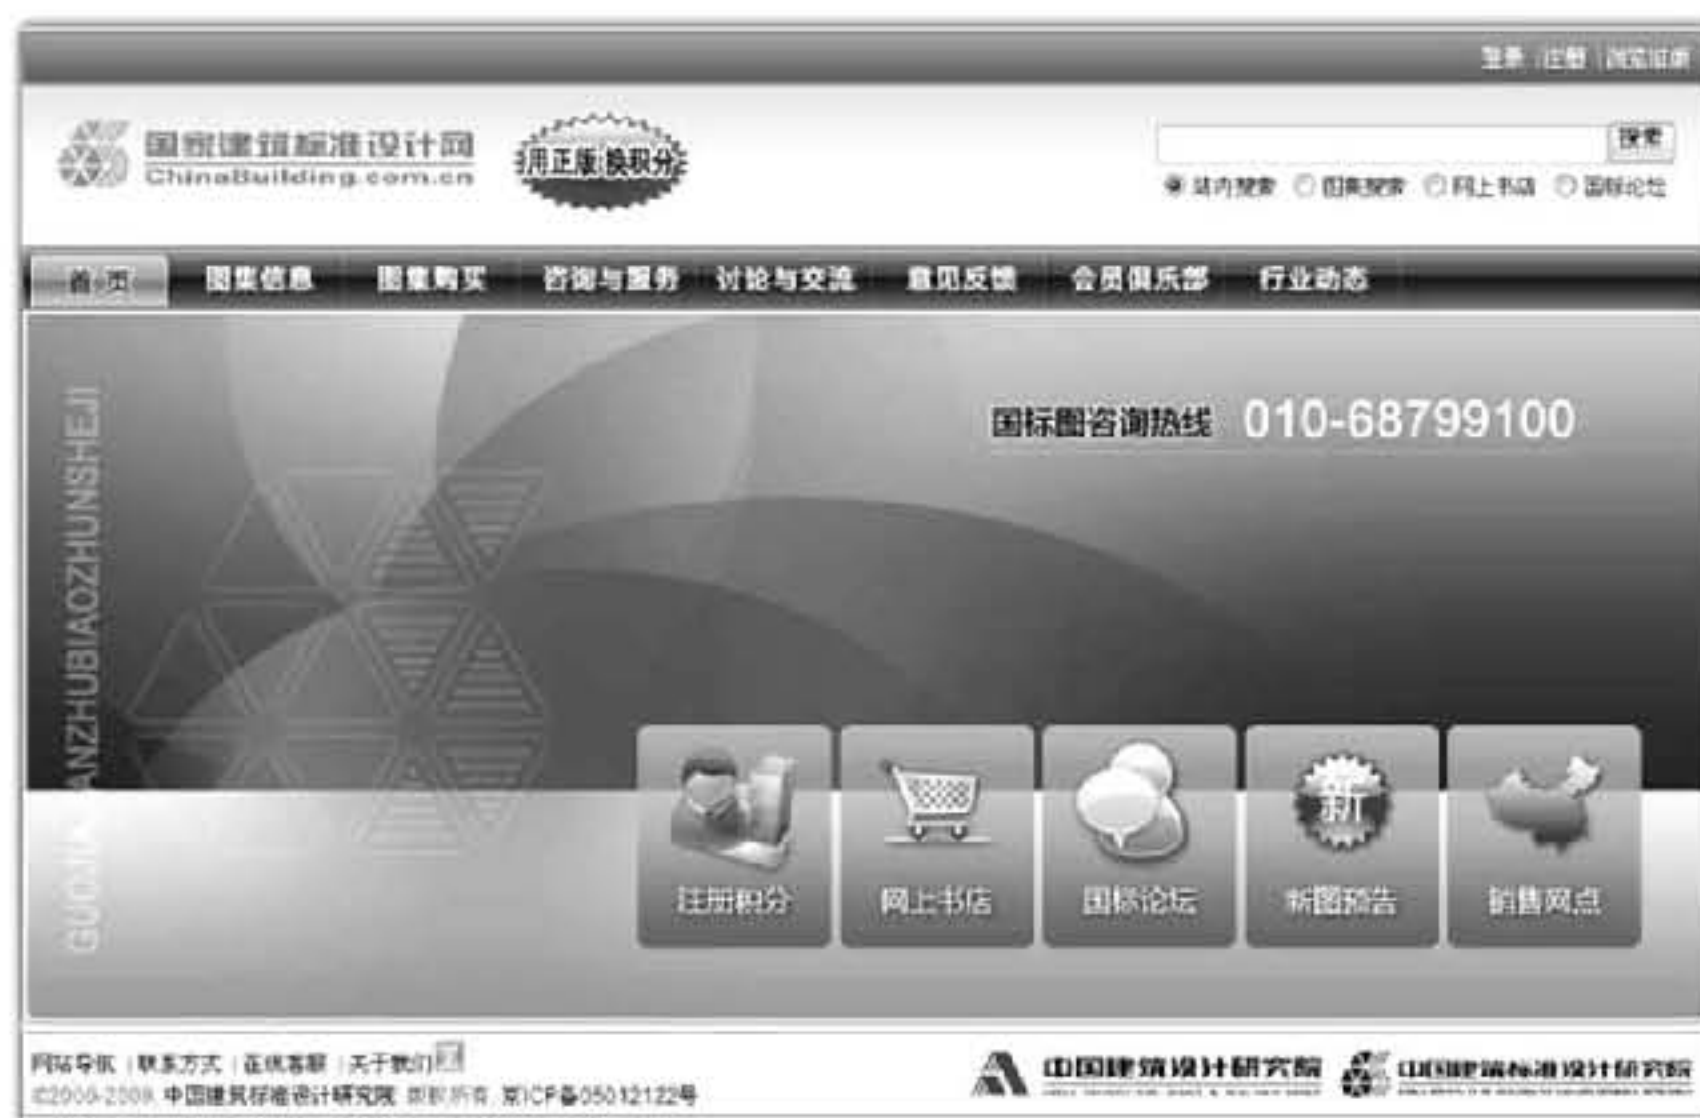 登录 | 注册 |
国家建筑标准设计网
ChinaBuilding.com.cn
用正版 换积分
搜索
站内搜索 图集搜索 网上书店 国标论坛
首 页 图集信息 图集购买 咨询与服务 讨论与交流 意见反馈 会员俱乐部 行业动态
国标图咨询热线 010-68799100
GUOJIA ANZHUBIAOZHUNSHEJI
新
注册积分 网上书店 国标论坛 新图预告 销售网点
网站导航 | 联系方式 | 在线客服 | 关于我们
中国建筑设计研究院 中国建筑标准设计研究院
©2000-2009 中国建筑标准设计研究院 版权所有 京ICP备05012122号